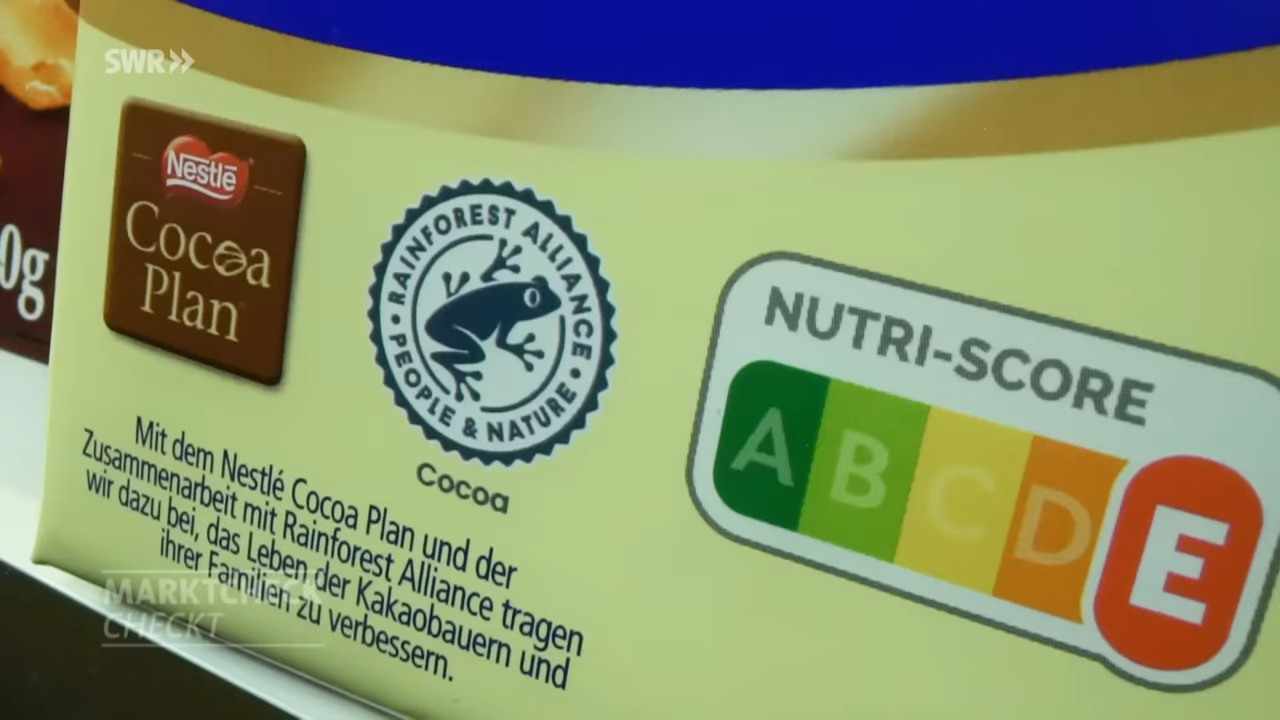 SWR
0g
Nestlé
Cocoa
Plan
RAINFOREST ALLIANCE
• PEOPLE & NATURE •
Cocoa
NUTRI-SCORE
A B C D E
Mit dem Nestlé Cocoa Plan und der
Zusammenarbeit mit Rainforest Alliance tragen
wir dazu bei, das Leben der Kakaobauern und
ihrer Familien zu verbessern.
MARKTCHECK
CHECKT